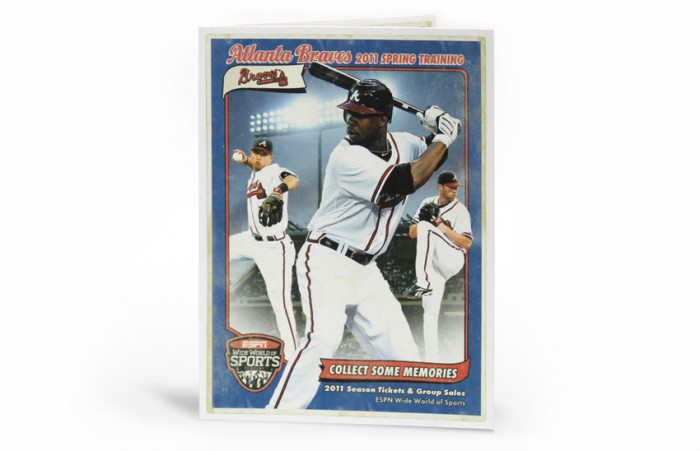 Atlanta Braves 2011 SPRING TRAINING
Braves
A
ESPN
WIDE WORLD OF
SPORTS
COLLECT SOME MEMORIES
2011 Season Tickets & Group Sales
ESPN Wide World of Sports